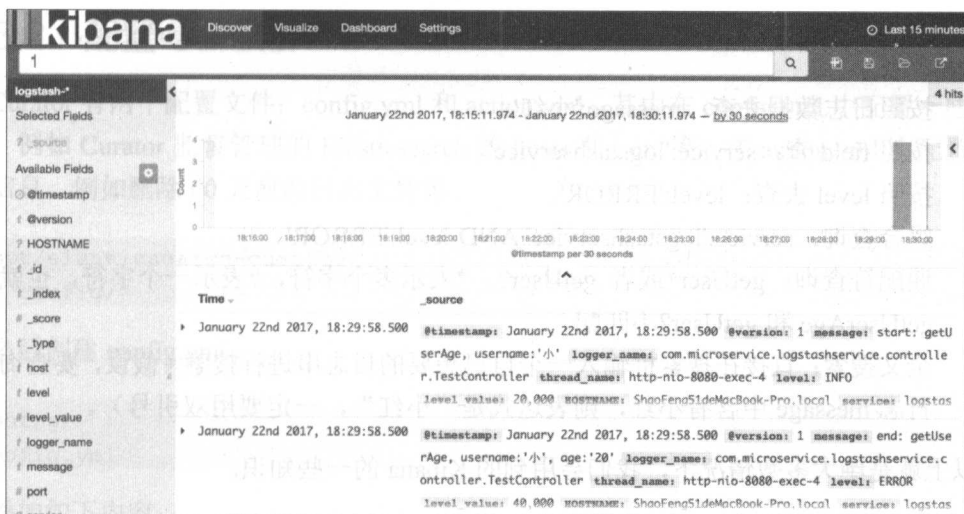 kibana
Discover Visualize Dashboard Settings
Last 15 minutes
1
logstash-*
4 hits
Selected Fields
? _source
Available Fields
@timestamp
t @version
? HOSTNAME
t _id
t _index
# _score
t _type
t host
t level
# level_value
t logger_name
t message
# port
January 22nd 2017, 18:15:11.974 - January 22nd 2017, 18:30:11.974 — by 30 seconds
Count
3
2
1
0
18:16:00 18:17:00 18:18:00 18:19:00 18:20:00 18:21:00 18:22:00 18:23:00 18:24:00 18:25:00 18:26:00 18:27:00 18:28:00 18:29:00 18:30:00
@timestamp per 30 seconds
Time _source
January 22nd 2017, 18:29:58.500 @timestamp: January 22nd 2017, 18:29:58.500 @version: 1 message: start: getU
serAge, username:'小' logger_name: com.microservice.logstashservice.controlle
r.TestController thread_name: http-nio-8080-exec-4 level: INFO
level_value: 20,000 HOSTNAME: ShaoFeng51deMacBook-Pro.local service: logstas
January 22nd 2017, 18:29:58.500 @timestamp: January 22nd 2017, 18:29:58.500 @version: 1 message: end: getUse
rAge, username:'小', age:'20' logger_name: com.microservice.logstashservice.c
ontroller.TestController thread_name: http-nio-8080-exec-4 level: ERROR
level_value: 40,000 HOSTNAME: ShaoFeng51deMacBook-Pro.local service: logstas